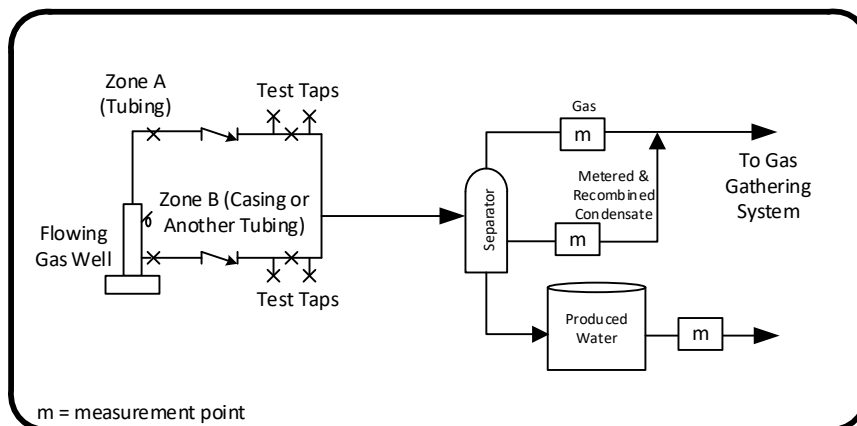 Zone A
(Tubing)
Test Taps
Gas
m
To Gas
Gathering
System
Metered &
Recombined
Condensate
m
Separator
Zone B (Casing or
Another Tubing)
Flowing
Gas Well
Test Taps
Produced
Water
m
m = measurement point